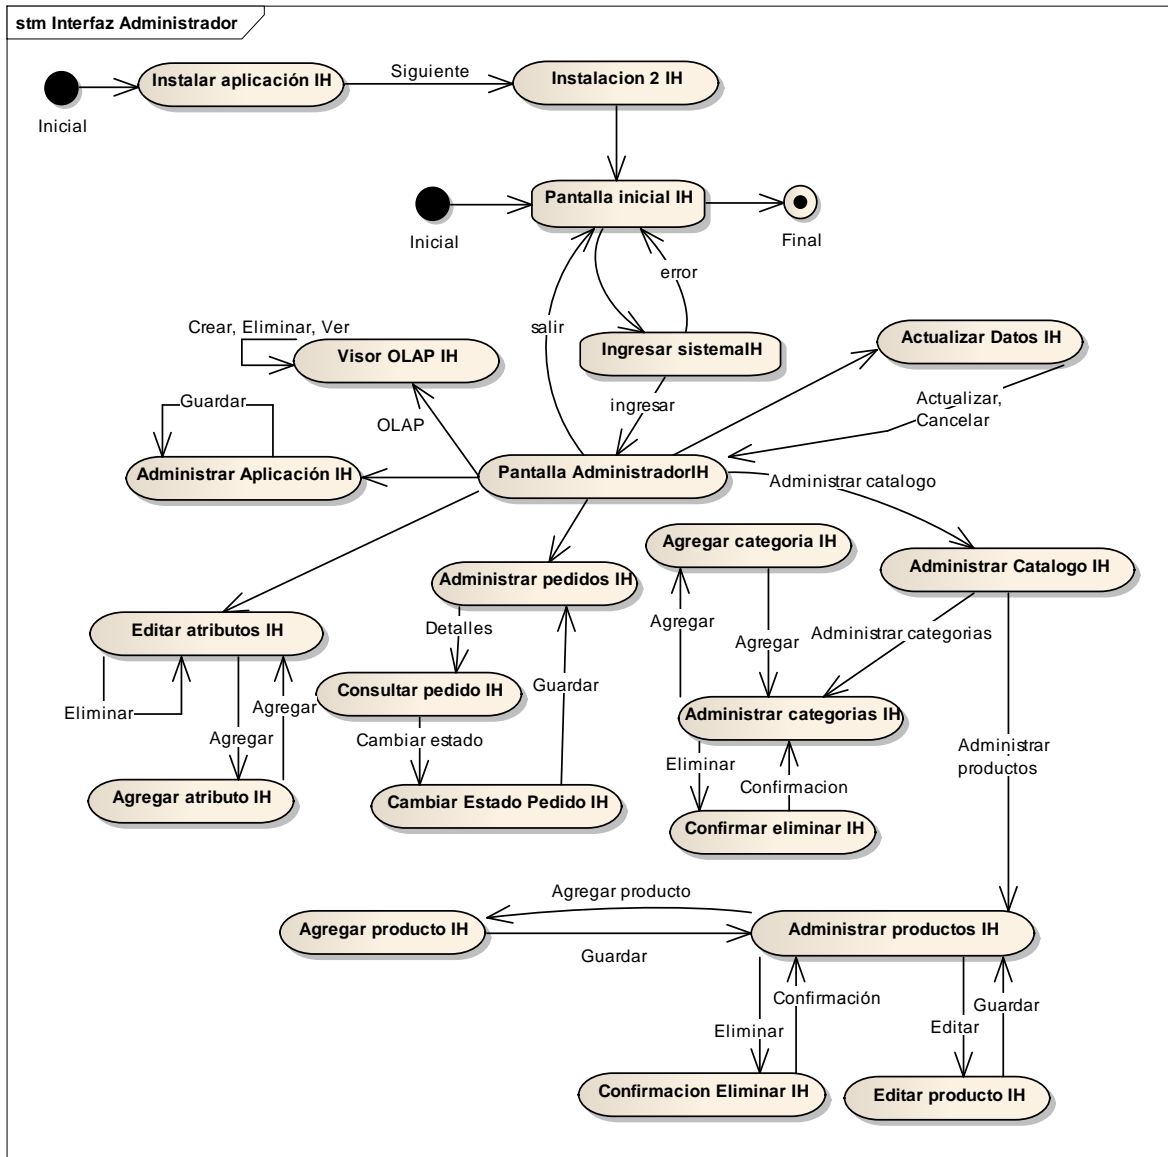 stm Interfaz Administrador
Instalar aplicación IH
Siguiente
Instalacion 2 IH
Inicial
Pantalla inicial IH
Inicial
Final
error
salir
Crear, Eliminar, Ver
Visor OLAP IH
Ingresar sistemaIH
Actualizar Datos IH
Guardar
OLAP
ingresar
Actualizar,
Cancelar
Administrar Aplicación IH
Pantalla AdministradorIH
Administrar catalogo
Agregar categoria IH
Administrar pedidos IH
Administrar Catalogo IH
Editar atributos IH
Detalles
Agregar
Agregar
Administrar categorias
Consultar pedido IH
Guardar
Eliminar
Agregar
Agregar
Administrar categorias IH
Cambiar estado
Administrar
productos
Eliminar
Confirmacion
Agregar atributo IH
Cambiar Estado Pedido IH
Confirmar eliminar IH
Agregar producto
Agregar producto IH
Administrar productos IH
Guardar
Confirmación
Guardar
Eliminar
Editar
Confirmacion Eliminar IH
Editar producto IH